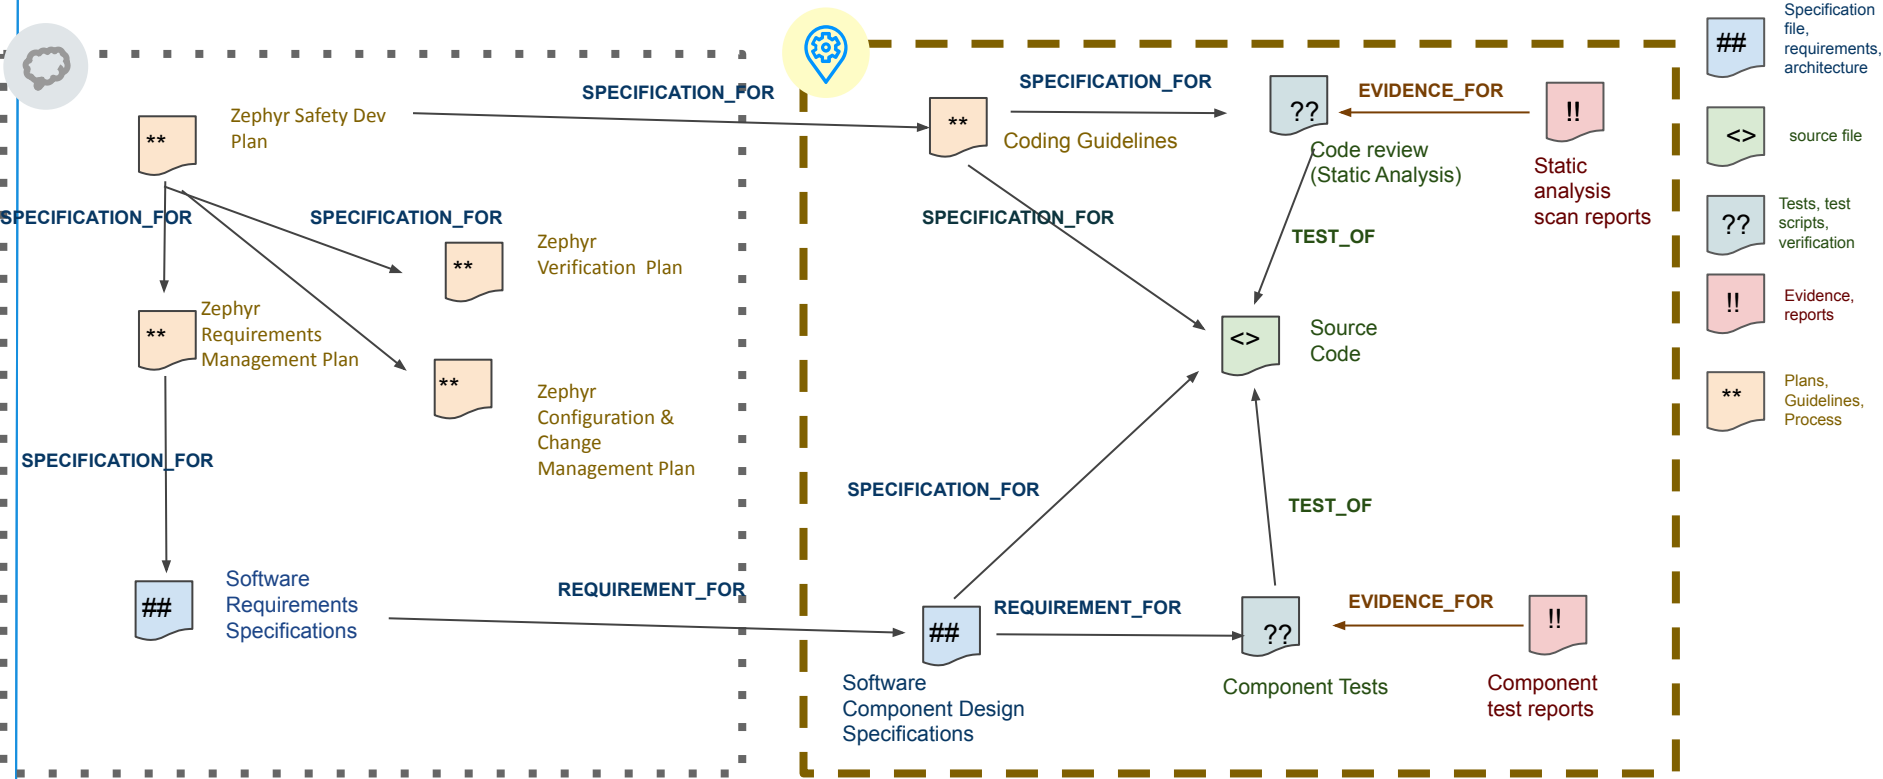 SPECIFICATION_FOR
**
Zephyr Safety Dev
Plan
SPECIFICATION_FOR
SPECIFICATION_FOR
**
Zephyr
Verification  Plan
**
Zephyr
Requirements
Management Plan
**
Zephyr
Configuration &
Change
Management Plan
SPECIFICATION_FOR
##
Software
Requirements
Specifications
REQUIREMENT_FOR
**
Coding Guidelines
SPECIFICATION_FOR
??
Code review
(Static Analysis)
EVIDENCE_FOR
!!
Static
analysis
scan reports
SPECIFICATION_FOR
TEST_OF
<>
Source
Code
SPECIFICATION_FOR
TEST_OF
##
Software
Component Design
Specifications
REQUIREMENT_FOR
??
Component Tests
EVIDENCE_FOR
!!
Component
test reports
##
Specification
file,
requirements,
architecture
<>
source file
??
Tests, test
scripts,
verification
!!
Evidence,
reports
**
Plans,
Guidelines,
Process